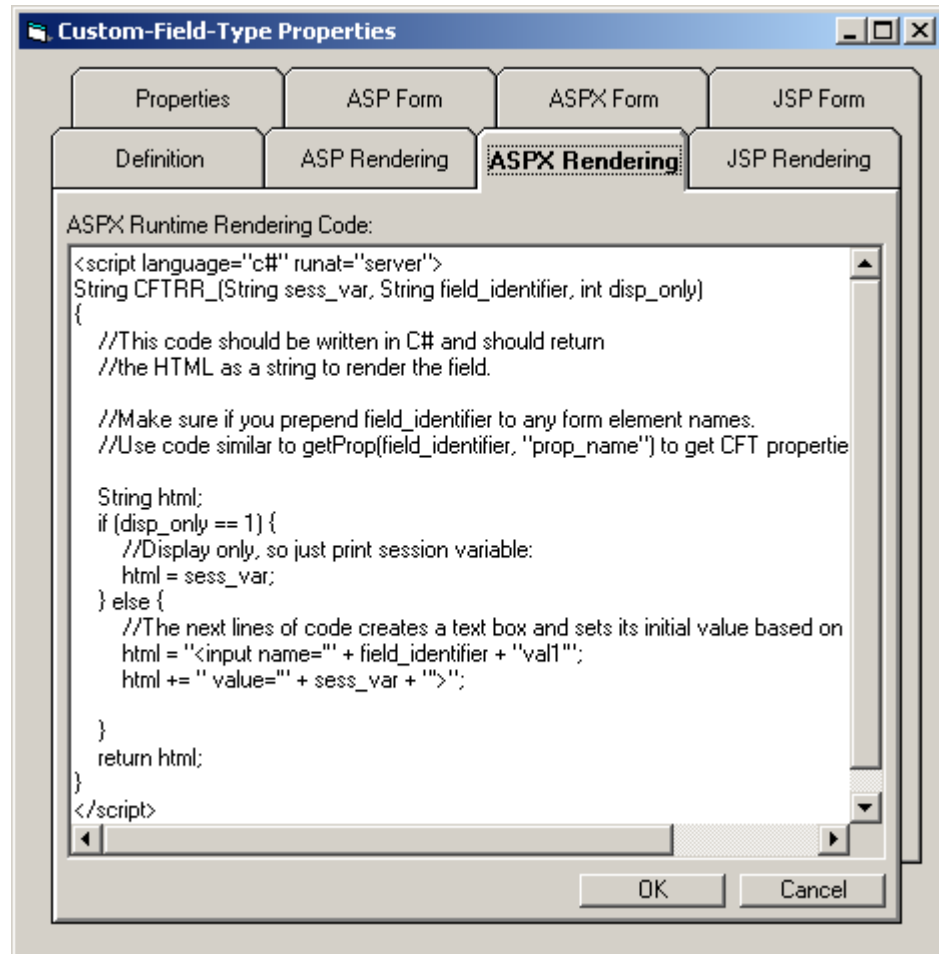 Custom-Field-Type Properties
Properties
ASP Form
ASPX Form
JSP Form
Definition
ASP Rendering
ASPX Rendering
JSP Rendering
ASPX Runtime Rendering Code:
<script language="c#" runat="server">
String CFTRR_(String sess_var, String field_identifier, int disp_only)
{
//This code should be written in C# and should return
//the HTML as a string to render the field.
//Make sure if you prepend field_identifier to any form element names.
//Use code similar to getProp(field_identifier, "prop_name") to get CFT propertie
String html;
if (disp_only == 1) {
//Display only, so just print session variable:
html = sess_var;
} else {
//The next lines of code creates a text box and sets its initial value based on
html = "<input name='" + field_identifier + "val1'";
html += " value='" + sess_var + "'>";
}
return html;
}
</script>
OK
Cancel